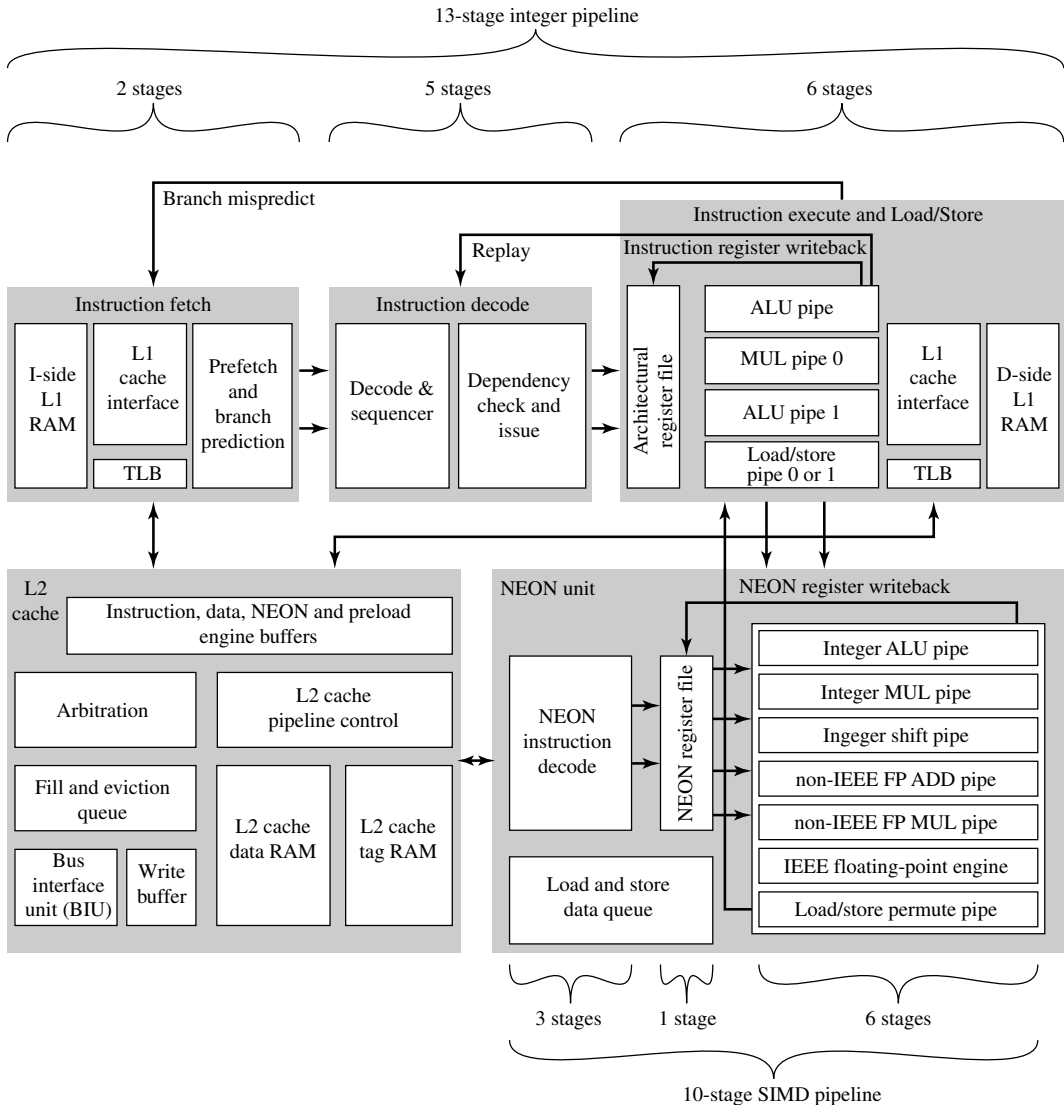 13-stage integer pipeline
2 stages
5 stages
6 stages
Branch mispredict
Instruction execute and Load/Store
Replay
Instruction register writeback
Instruction fetch
I-side
L1
RAM
L1
cache
interface
TLB
Prefetch
and
branch
prediction
Instruction decode
Decode &
sequencer
Dependency
check and
issue
Architectural
register file
ALU pipe
MUL pipe 0
ALU pipe 1
Load/store
pipe 0 or 1
L1
cache
interface
TLB
D-side
L1
RAM
L2
cache
Instruction, data, NEON and preload
engine buffers
Arbitration
L2 cache
pipeline control
Fill and eviction
queue
L2 cache
data RAM
L2 cache
tag RAM
Bus
interface
unit (BIU)
Write
buffer
NEON unit
NEON register writeback
NEON
instruction
decode
NEON register file
Load and store
data queue
Integer ALU pipe
Integer MUL pipe
Ingeger shift pipe
non-IEEE FP ADD pipe
non-IEEE FP MUL pipe
IEEE floating-point engine
Load/store permute pipe
3 stages
1 stage
6 stages
10-stage SIMD pipeline